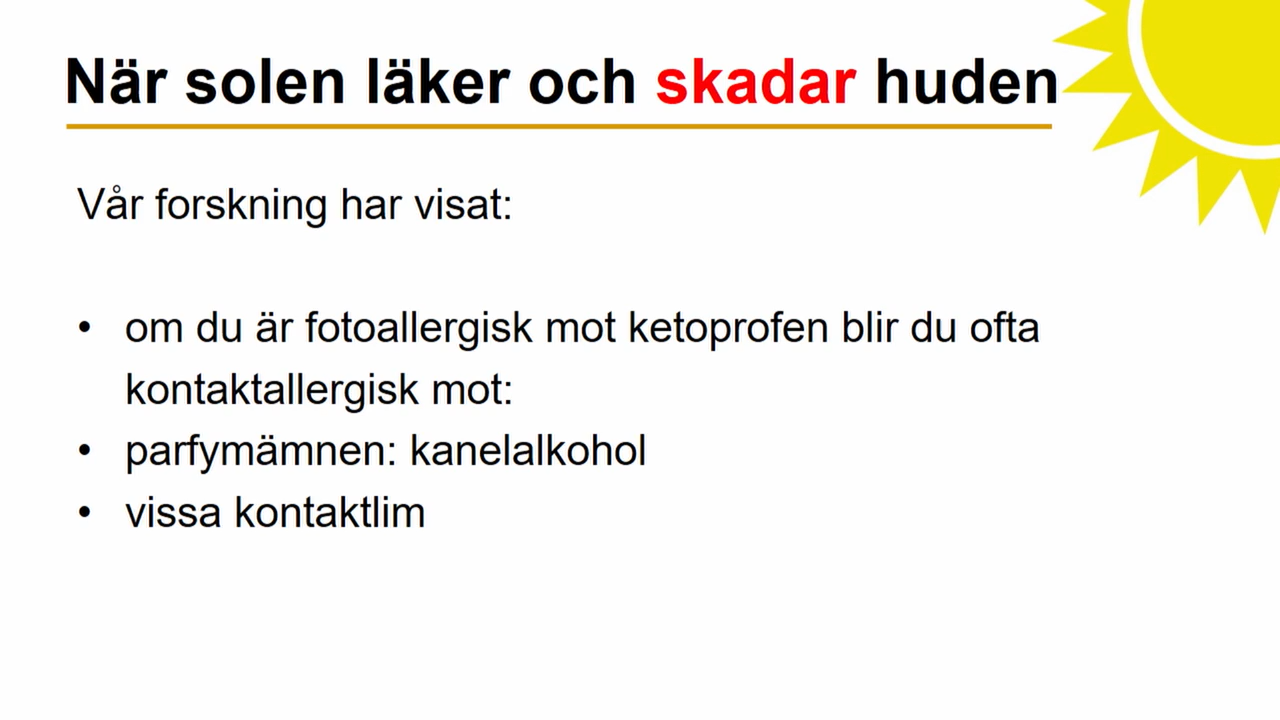 När solen läker och skadar huden
Vår forskning har visat:
• om du är fotoallergisk mot ketoprofen blir du ofta
kontaktallergisk mot:
• parfymämnen: kanelalkohol
• vissa kontaktlim